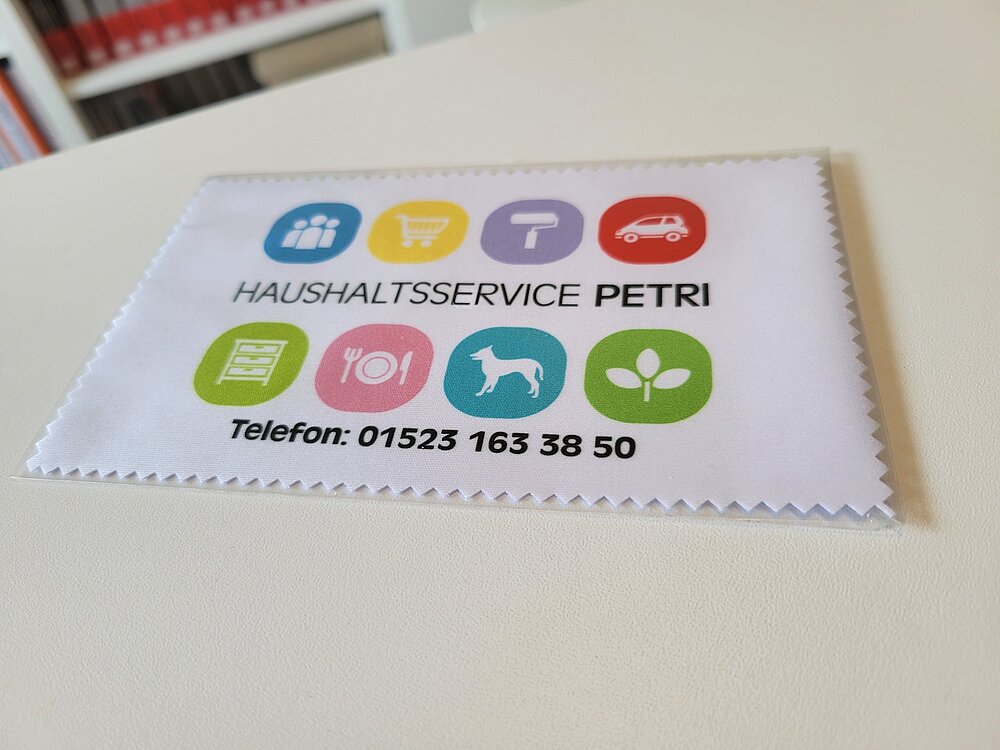 HAUSHALTSSERVICE PETRI
Telefon: 01523 163 38 50